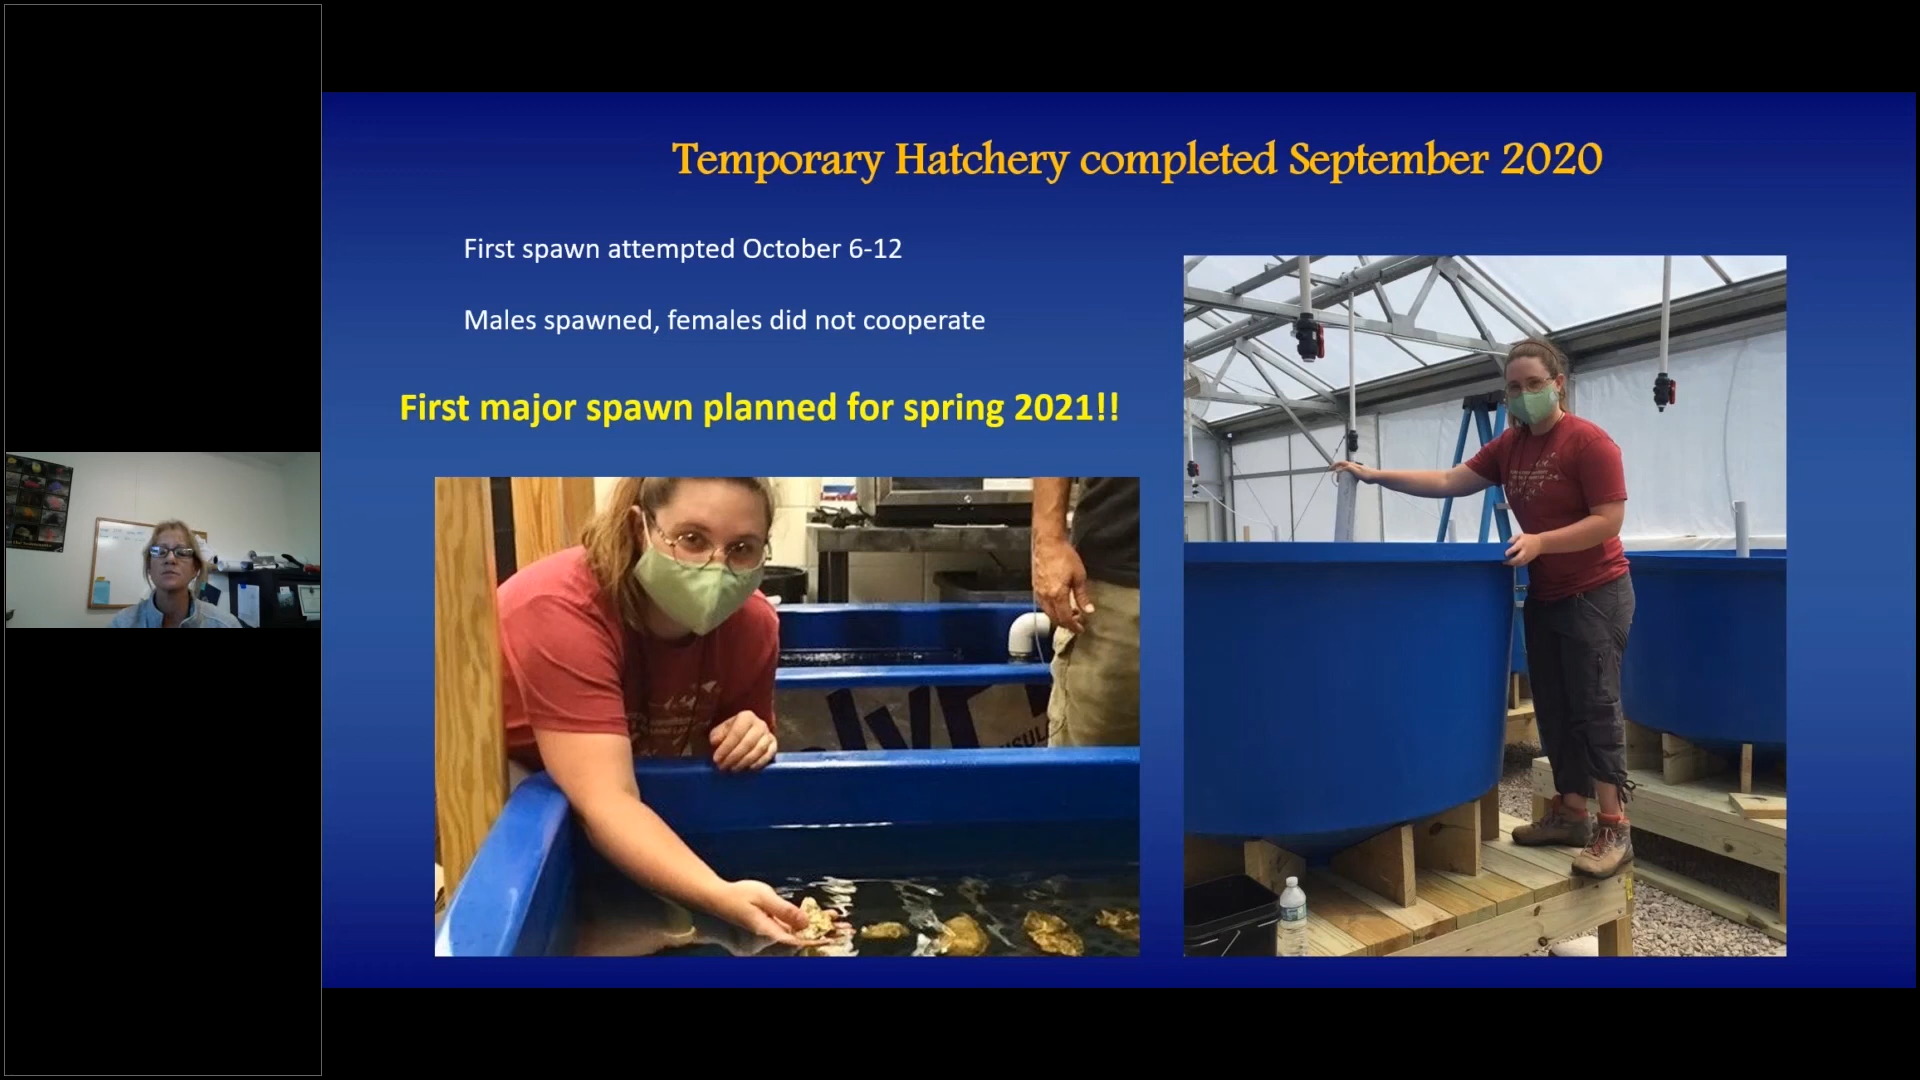 Temporary Hatchery completed September 2020
First spawn attempted October 6-12
Males spawned, females did not cooperate
First major spawn planned for spring 2021!!